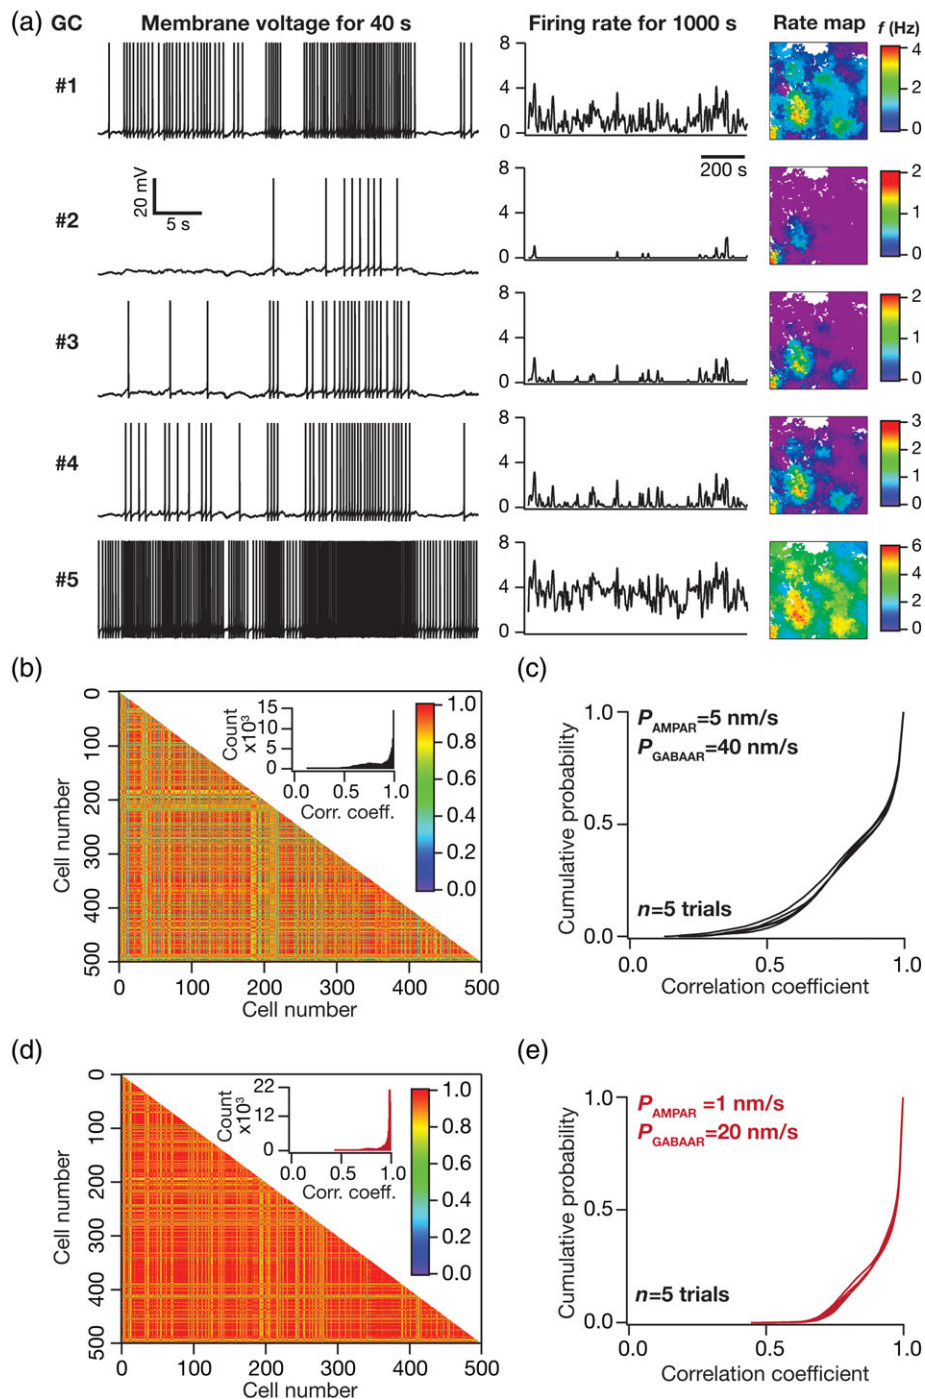 (a) GC Membrane voltage for 40 s Firing rate for 1000 s Rate map f (Hz)
#1
8
4
0
4
2
0
200 s
#2
20 mV
5 s
8
4
0
2
1
0
#3
8
4
0
2
1
0
#4
8
4
0
3
2
1
0
#5
8
4
0
6
4
2
0
(b)
Cell number
0
100
200
300
400
500
0 100 200 300 400 500
Cell number
Count
x10³
15
10
5
0
0.0 0.5 1.0
Corr. coeff.
1.0
0.8
0.6
0.4
0.2
0.0
(c)
Cumulative probability
1.0
0.5
0.0
PAMPAR=5 nm/s
PGABAAR=40 nm/s
n=5 trials
0.0 0.5 1.0
Correlation coefficient
(d)
Cell number
0
100
200
300
400
500
0 100 200 300 400 500
Cell number
Count
x10³
22
12
0
0.0 0.5 1.0
Corr. coeff.
1.0
0.8
0.6
0.4
0.2
0.0
(e)
Cumulative probability
1.0
0.5
0.0
PAMPAR =1 nm/s
PGABAAR=20 nm/s
n=5 trials
0.0 0.5 1.0
Correlation coefficient